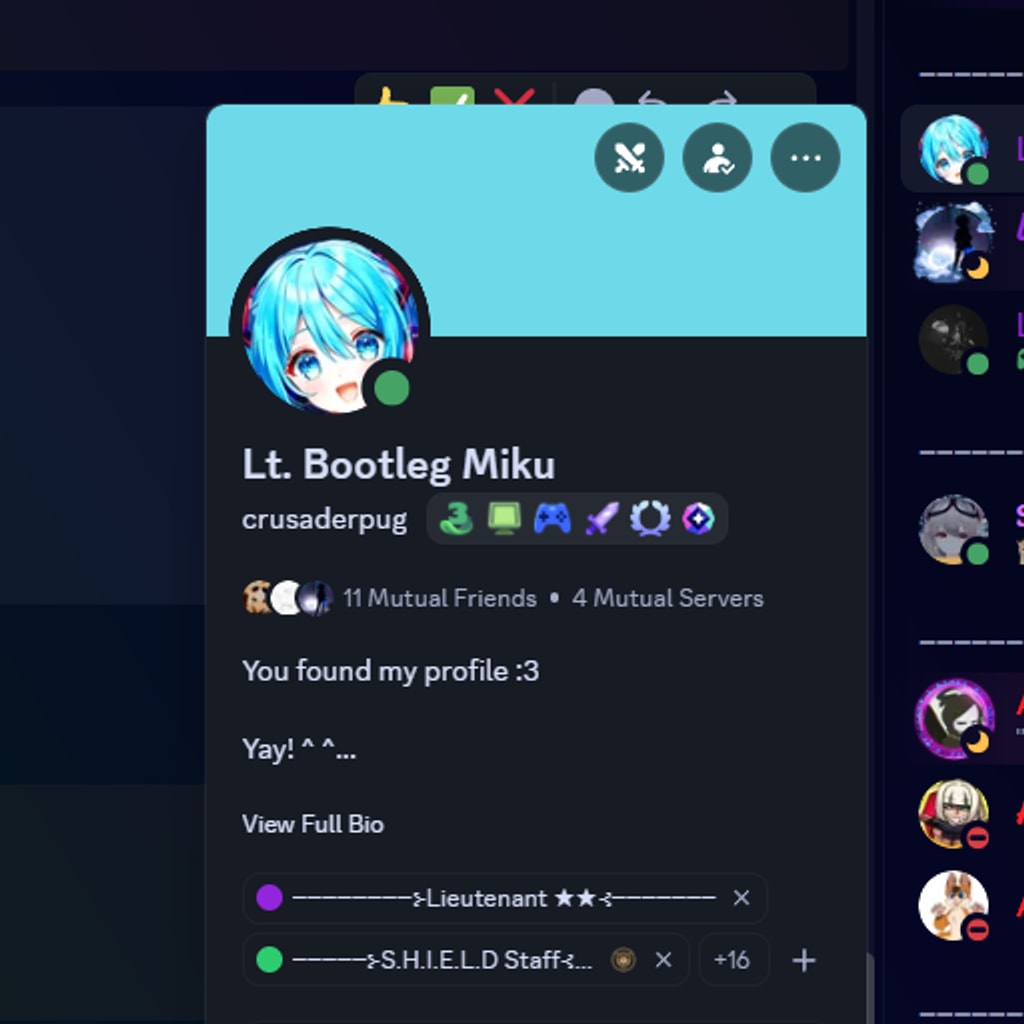 Lt. Bootleg Miku
crusaderpug
11 Mutual Friends • 4 Mutual Servers
You found my profile :3
Yay! ^ ^...
View Full Bio
────────⊱Lieutenant ★★⊰───────
─────⊱S.H.I.E.L.D Staff⊰...
+16